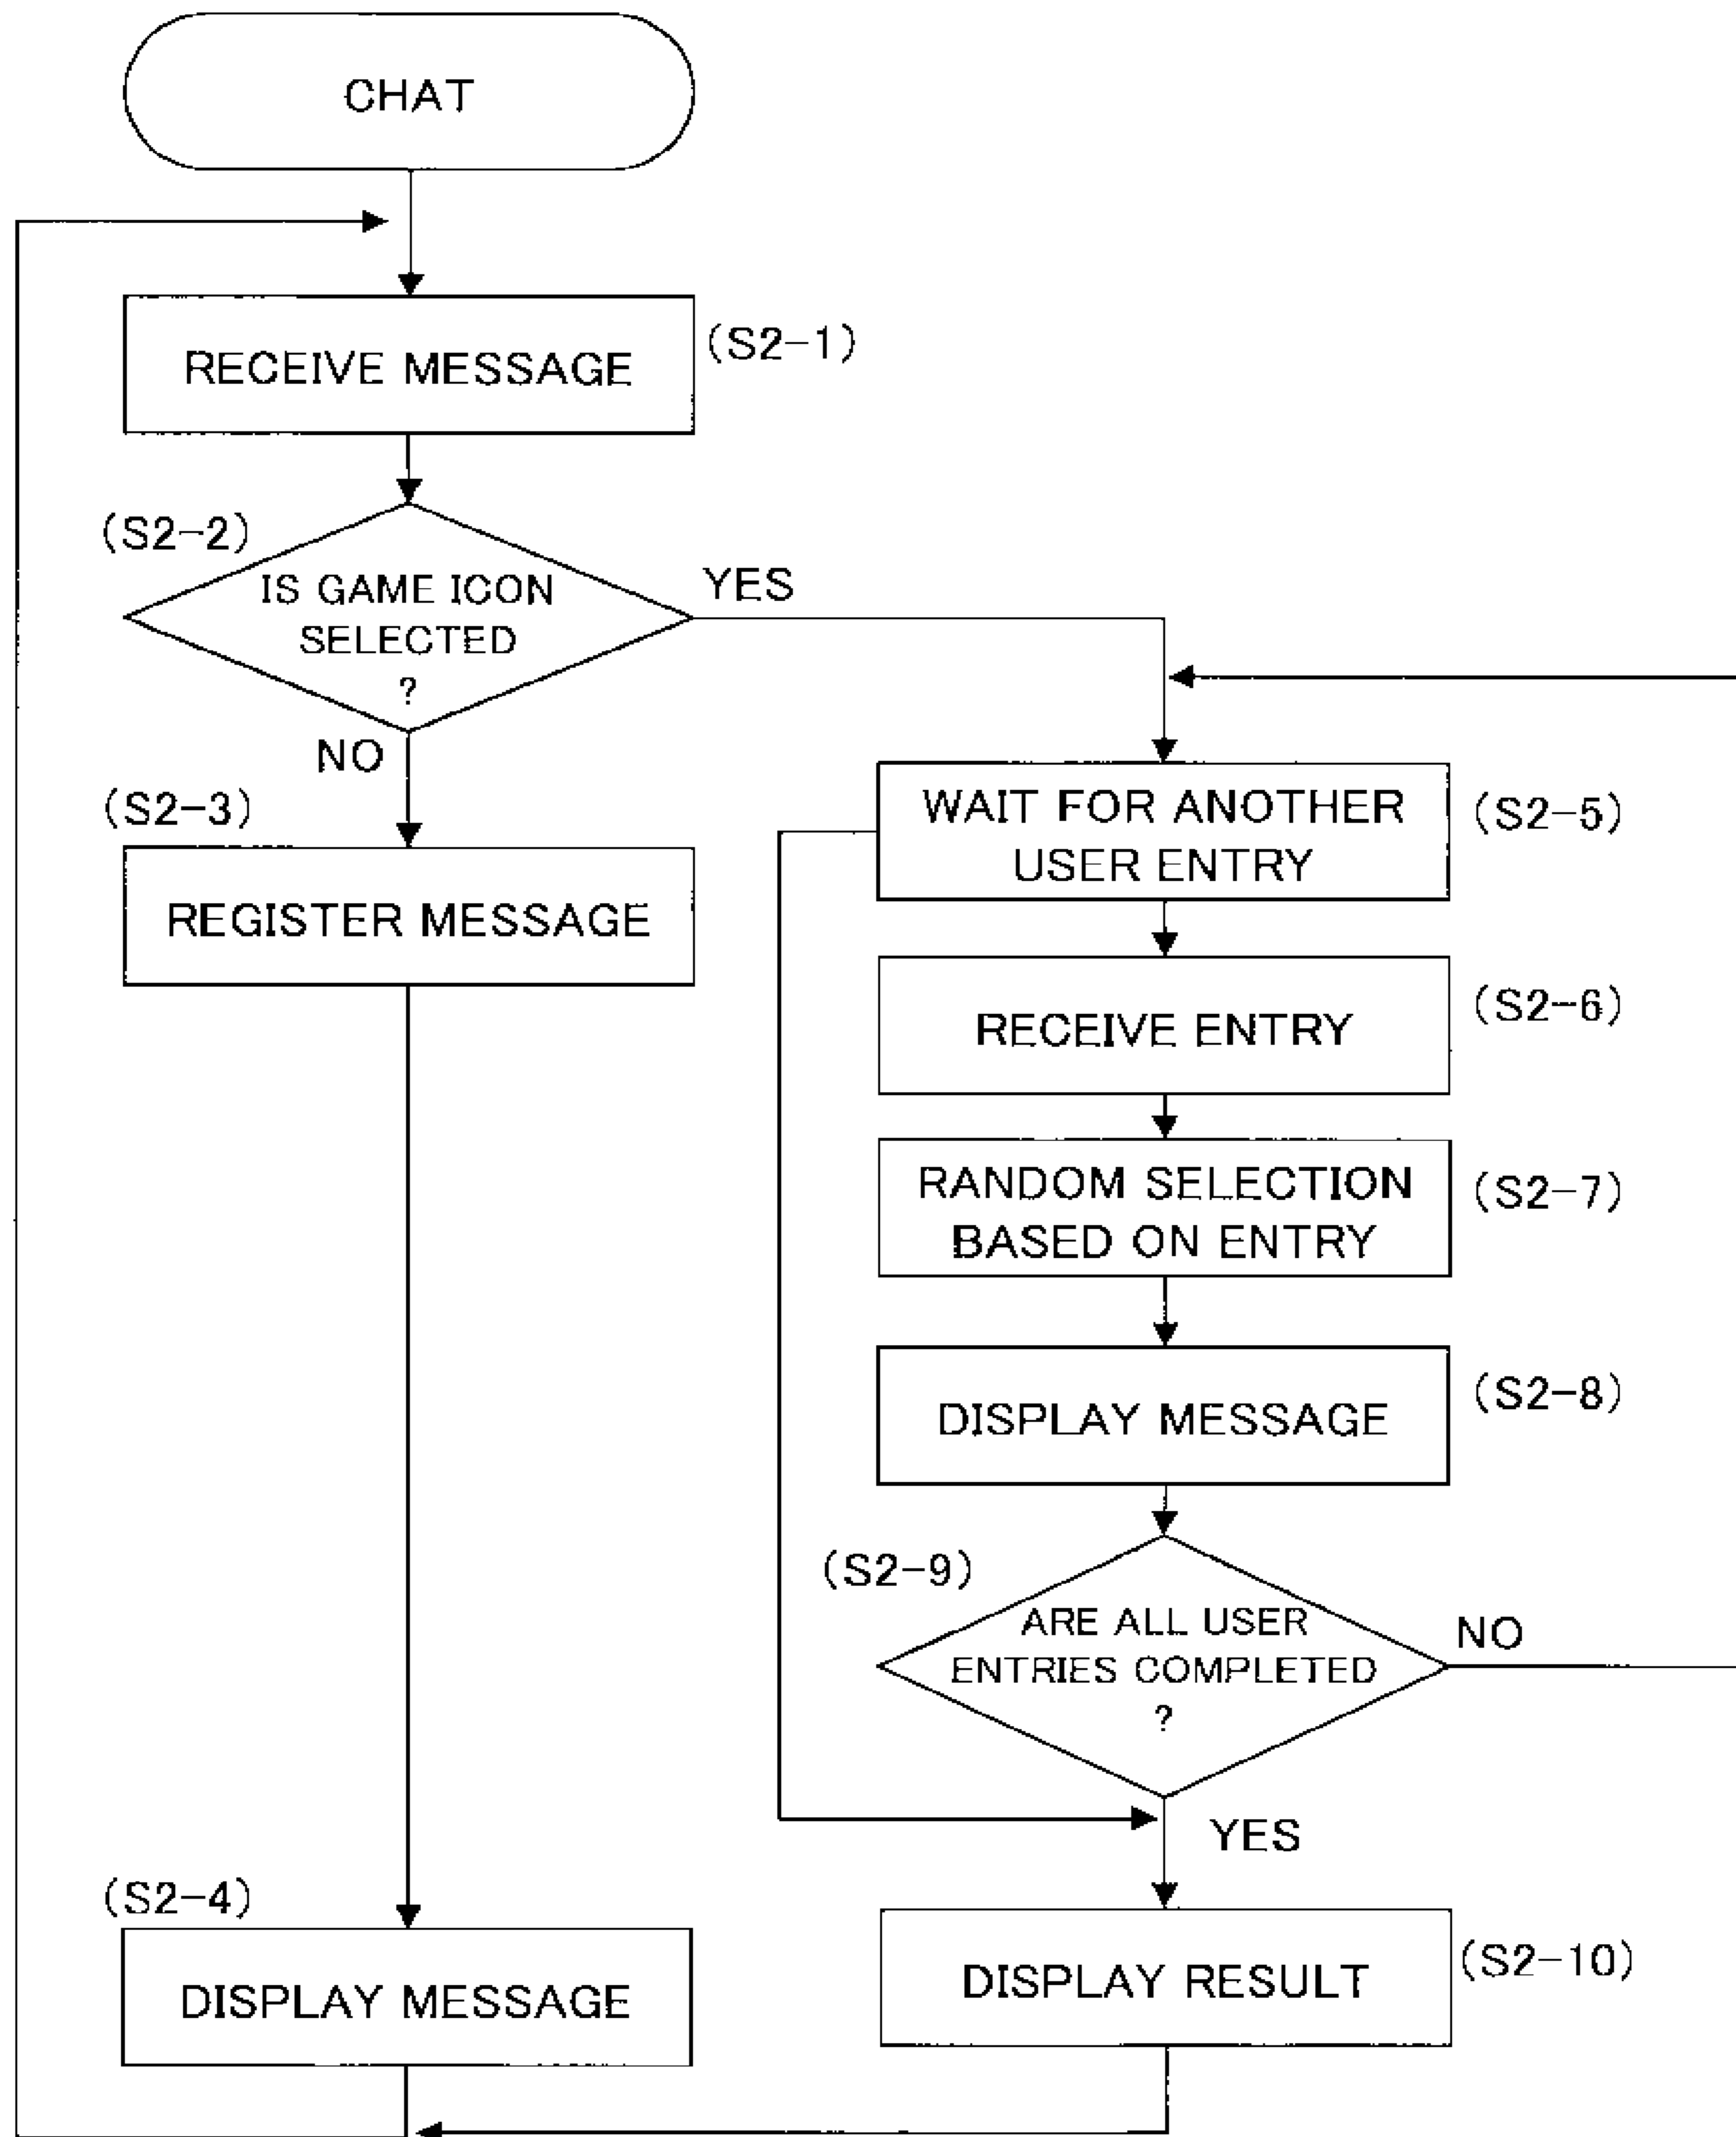 CHAT
RECEIVE MESSAGE
(S2-1)
(S2-2)
IS GAME ICON
SELECTED
?
YES
NO
(S2-3)
REGISTER MESSAGE
(S2-4)
DISPLAY MESSAGE
WAIT FOR ANOTHER
USER ENTRY
(S2-5)
RECEIVE ENTRY
(S2-6)
RANDOM SELECTION
BASED ON ENTRY
(S2-7)
DISPLAY MESSAGE
(S2-8)
(S2-9)
ARE ALL USER
ENTRIES COMPLETED
?
NO
YES
DISPLAY RESULT
(S2-10)